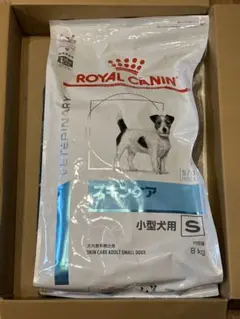 VETERINARY
ROYAL CANIN
スキンケア
小型犬用 S
SKIN CARE ADULT SMALL DOGS
8 kg